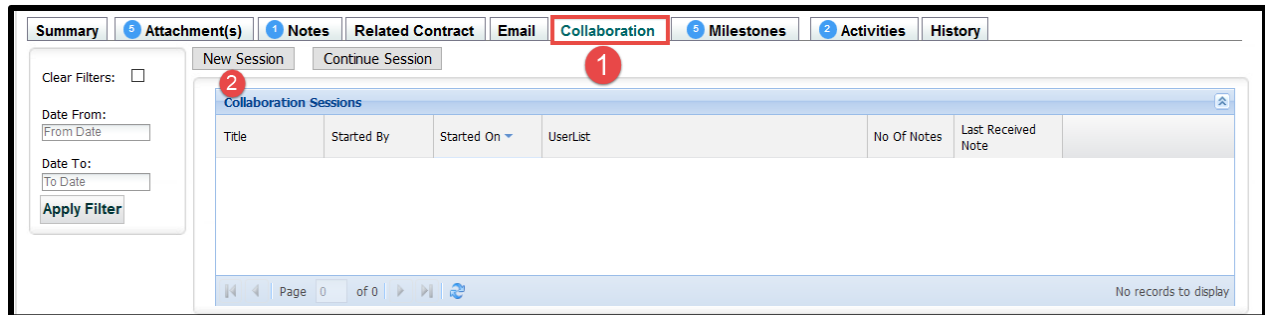 Summary 5 Attachment(s) 1 Notes Related Contract Email Collaboration 5 Milestones 2 Activities History
1
New Session Continue Session
2
Clear Filters:
Date From:
From Date
Date To:
To Date
Apply Filter
Collaboration Sessions
Title Started By Started On UserList No Of Notes Last Received
Note
Page 0 of 0 No records to display